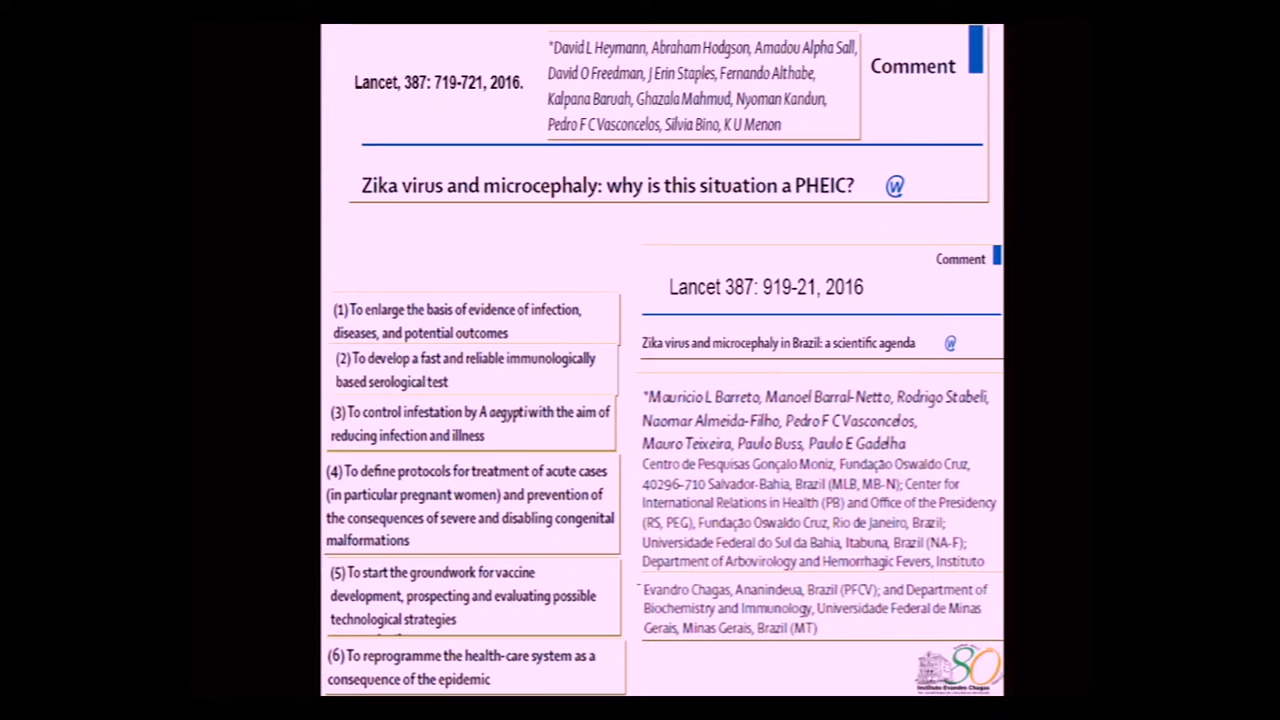 Lancet, 387: 719-721, 2016.
*David L Heymann, Abraham Hodgson, Amadou Alpha Sall,
David O Freedman, J Erin Staples, Fernando Althabe,
Kalpana Baruah, Ghazala Mahmud, Nyoman Kandun,
Pedro F C Vasconcelos, Silvia Bino, K U Menon
Comment
Zika virus and microcephaly: why is this situation a PHEIC?
(1) To enlarge the basis of evidence of infection,
diseases, and potential outcomes
(2) To develop a fast and reliable immunologically
based serological test
(3) To control infestation by A aegypti with the aim of
reducing infection and illness
(4) To define protocols for treatment of acute cases
(in particular pregnant women) and prevention of
the consequences of severe and disabling congenital
malformations
(5) To start the groundwork for vaccine
development, prospecting and evaluating possible
technological strategies
(6) To reprogramme the health-care system as a
consequence of the epidemic
Comment
Lancet 387: 919-21, 2016
Zika virus and microcephaly in Brazil: a scientific agenda
*Mauricio L Barreto, Manoel Barral-Netto, Rodrigo Stabeli,
Naomar Almeida-Filho, Pedro F C Vasconcelos,
Mauro Teixeira, Paulo Buss, Paulo E Gadelha
Centro de Pesquisas Gonçalo Moniz, Fundação Oswaldo Cruz,
40296-710 Salvador-Bahia, Brazil (MLB, MB-N); Center for
International Relations in Health (PB) and Office of the Presidency
(RS, PEG), Fundação Oswaldo Cruz, Rio de Janeiro, Brazil;
Universidade Federal do Sul da Bahia, Itabuna, Brazil (NA-F);
Department of Arbovirology and Hemorrhagic Fevers, Instituto
Evandro Chagas, Ananindeua, Brazil (PFCV); and Department of
Biochemistry and Immunology, Universidade Federal de Minas
Gerais, Minas Gerais, Brazil (MT)
80
Instituto Evandro Chagas